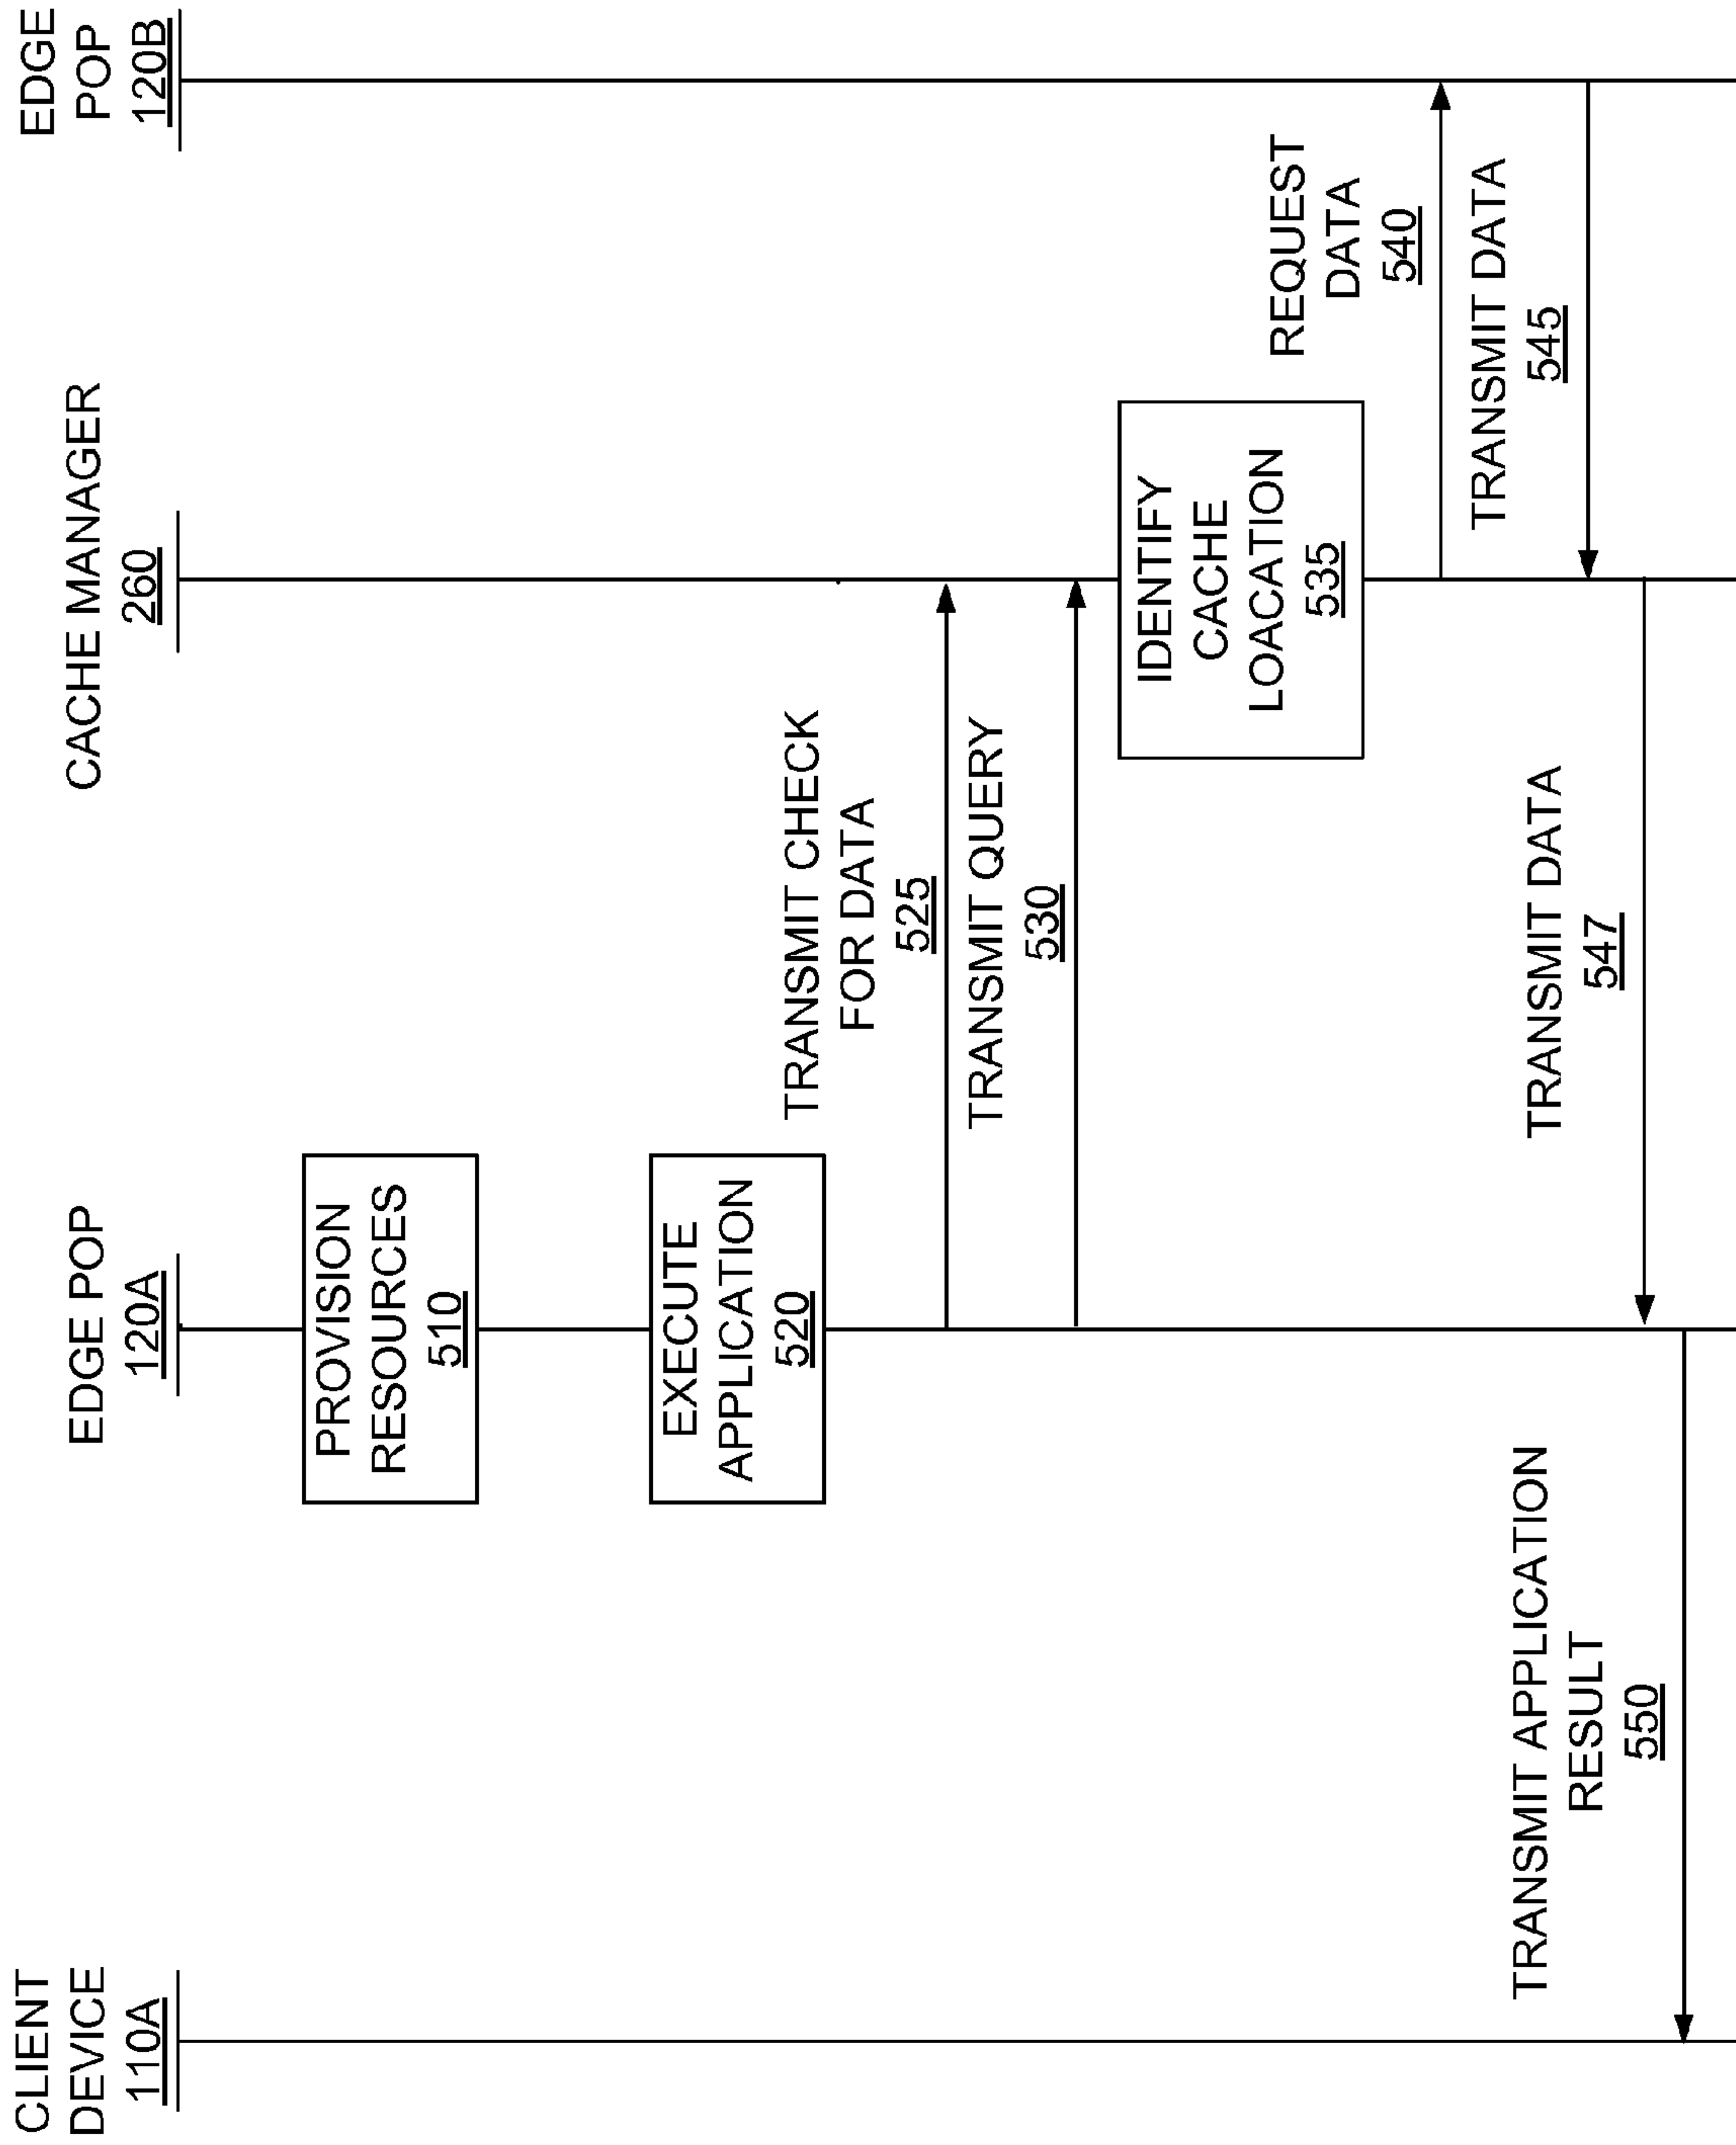 CLIENT
DEVICE
110A
EDGE POP
120A
CACHE MANAGER
260
EDGE
POP
120B
PROVISION
RESOURCES
510
EXECUTE
APPLICATION
520
TRANSMIT CHECK
FOR DATA
525
TRANSMIT QUERY
530
IDENTIFY
CACHE
LOACATION
535
REQUEST
DATA
540
TRANSMIT DATA
545
TRANSMIT DATA
547
TRANSMIT APPLICATION
RESULT
550